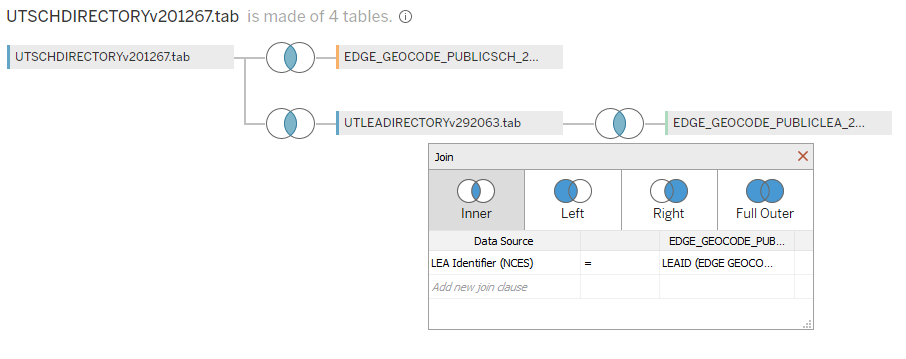 UTSCHDIRECTORYv201267.tab is made of 4 tables.
UTSCHDIRECTORYv201267.tab
EDGE_GEOCODE_PUBLICSCH_2...
UTLEADIRECTORYv292063.tab
EDGE_GEOCODE_PUBLICLEA_2...
Join
Inner
Left
Right
Full Outer
Data Source
EDGE_GEOCODE_PUB...
LEA Identifier (NCES) = LEAID (EDGE GEOCO...
Add new join clause